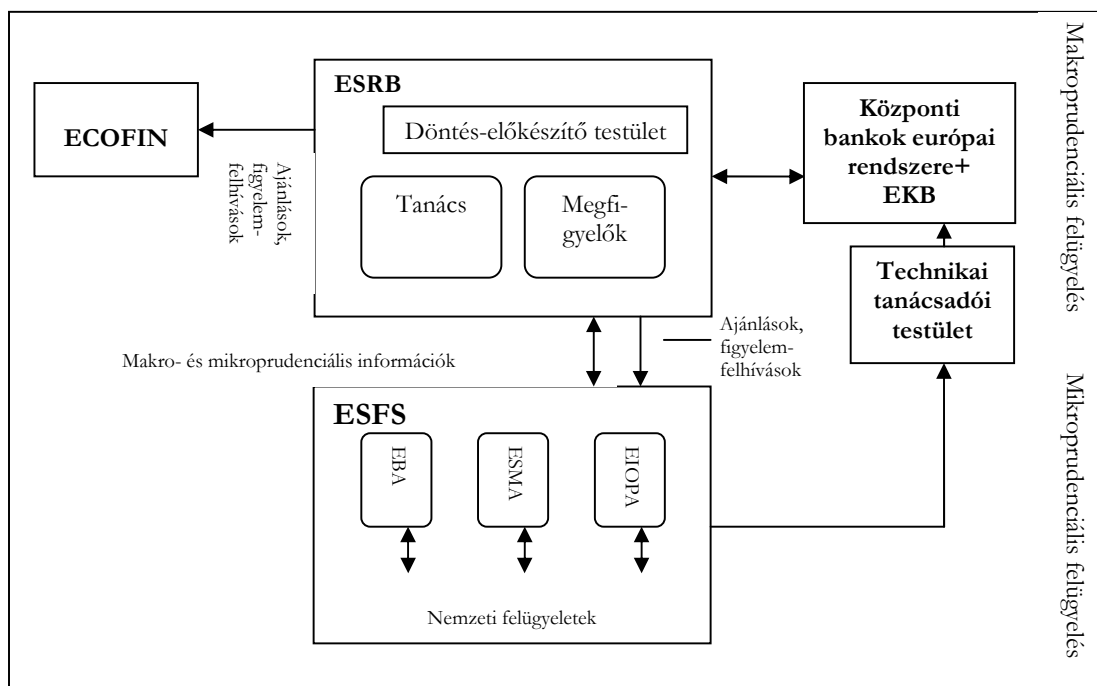 ESRB
Döntés-előkészítő testület
Tanács
Megfi-
gyelők
ECOFIN
Ajánlások,
figyelem-
felhívások
Központi
bankok európai
rendszere+
EKB
Technikai
tanácsadói
testület
Makroprudenciális felügyelés
Makro- és mikroprudenciális információk
Ajánlások,
figyelem-
felhívások
ESFS
EBA
ESMA
EIOPA
Nemzeti felügyeletek
Mikroprudenciális felügyelés